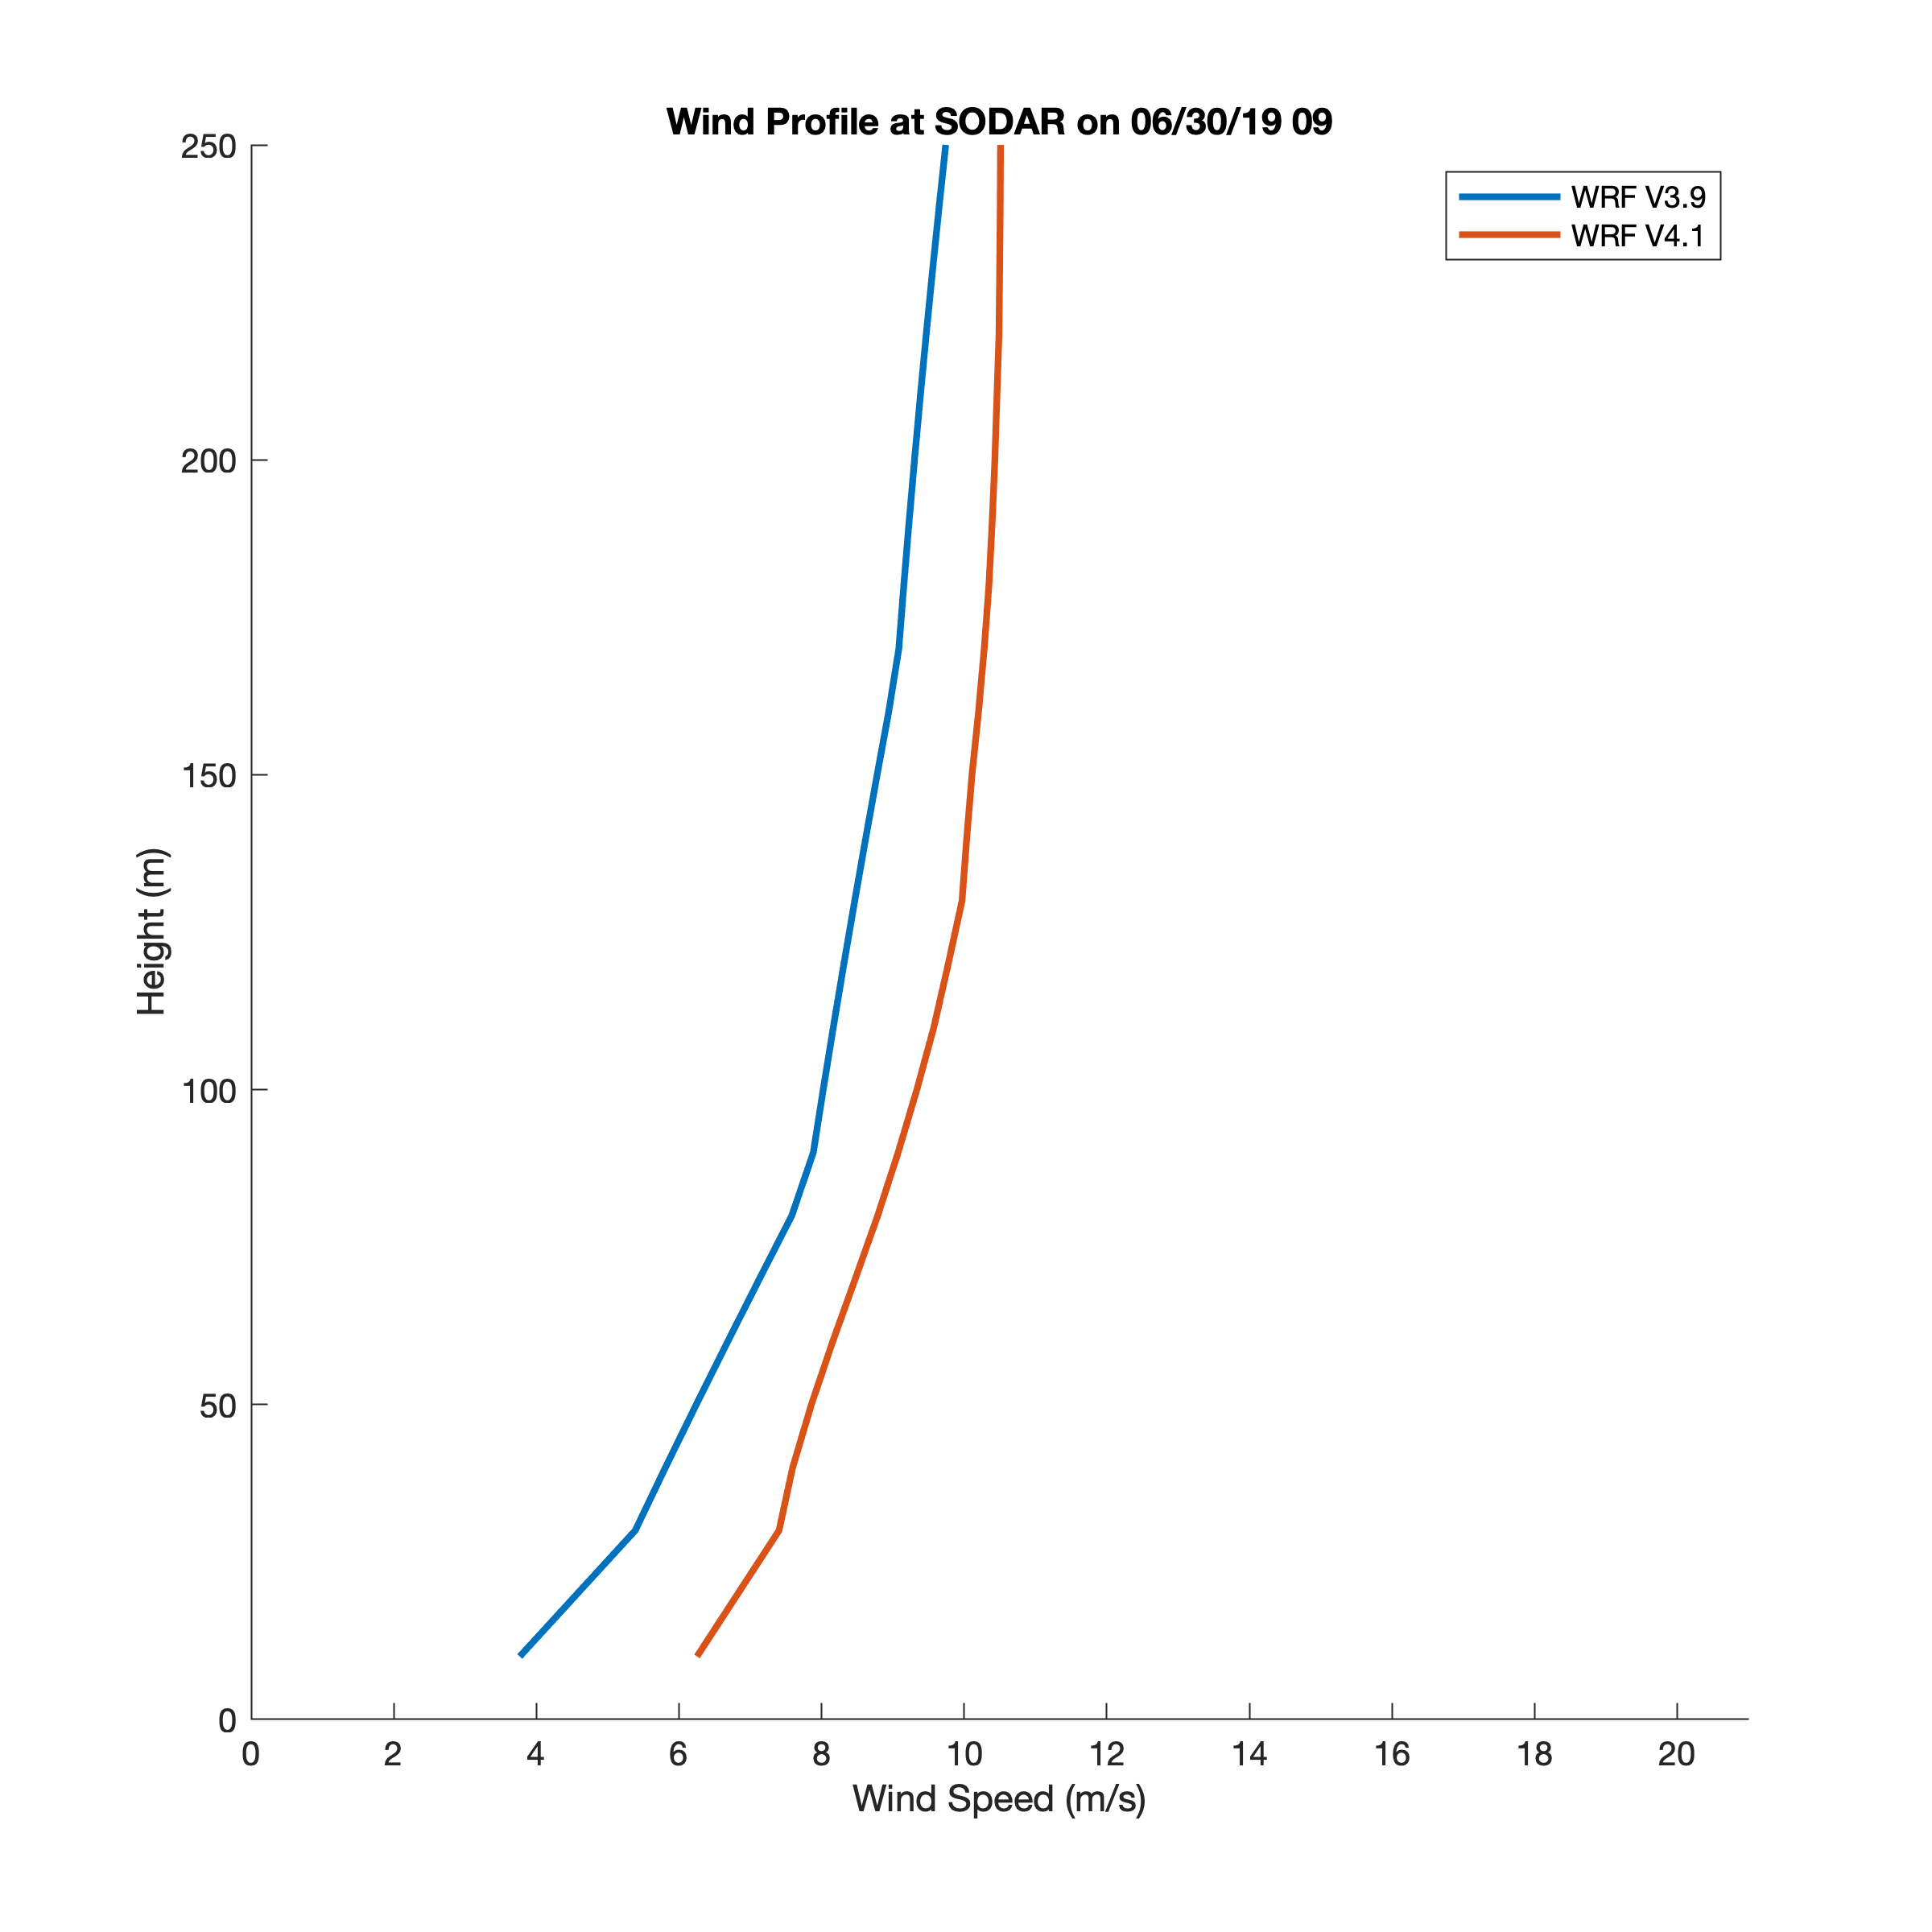 Wind Profile at SODAR on 06/30/19 09
WRF V3.9
WRF V4.1
250
200
150
100
50
0
Height (m)
0 2 4 6 8 10 12 14 16 18 20
Wind Speed (m/s)